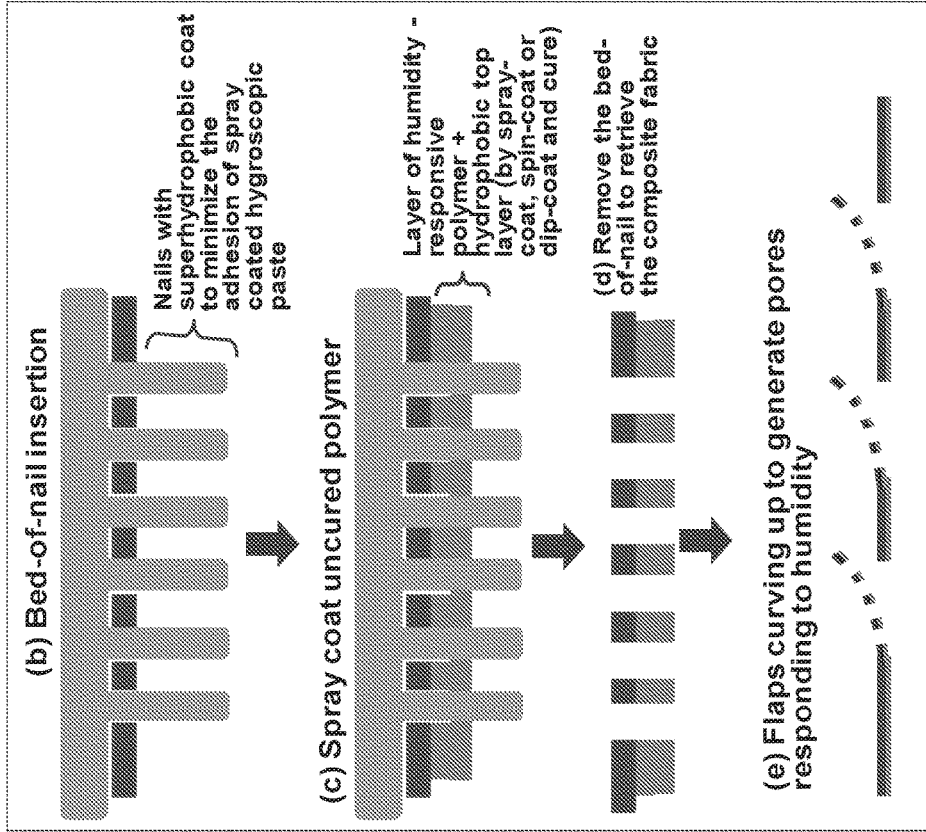 (b) Bed-of-nail insertion
Nails with
superhydrophobic coat
to minimize the
adhesion of spray
coated hygroscopic
paste
(c) Spray coat uncured polymer
Layer of humidity -
responsive
polymer +
hydrophobic top
layer (by spray-
coat, spin-coat or
dip-coat and cure)
(d) Remove the bed-
of-nail to retrieve
the composite fabric
(e) Flaps curving up to generate pores
responding to humidity